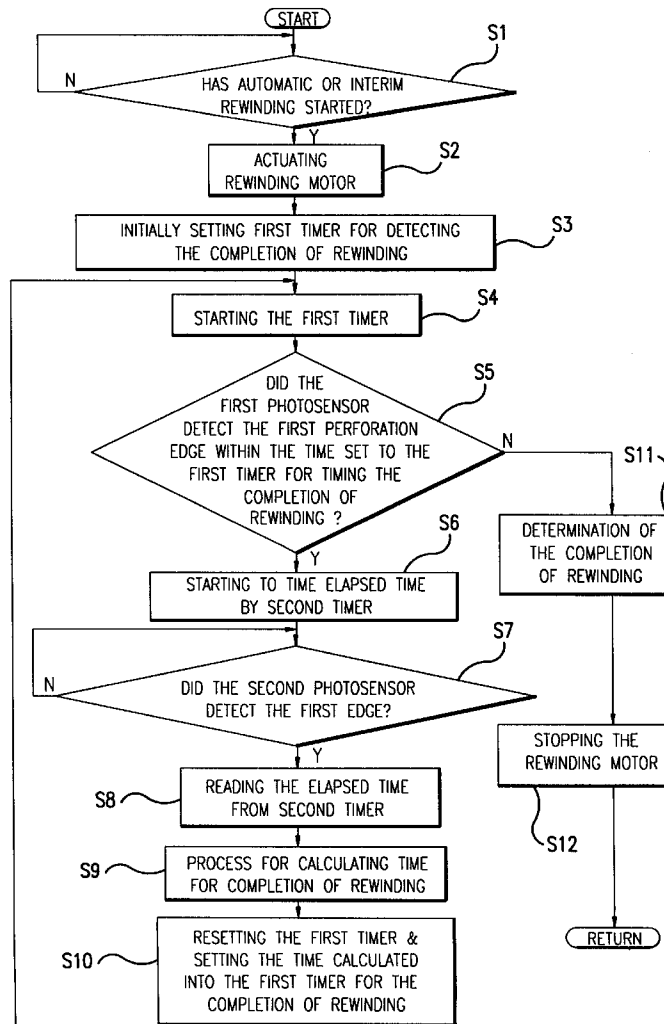 START
S1
N
HAS AUTOMATIC OR INTERIM
REWINDING STARTED?
Y
S2
ACTUATING
REWINDING MOTOR
S3
INITIALLY SETTING FIRST TIMER FOR DETECTING
THE COMPLETION OF REWINDING
S4
STARTING THE FIRST TIMER
S5
DID THE
FIRST PHOTOSENSOR
DETECT THE FIRST PERFORATION
EDGE WITHIN THE TIME SET TO THE
FIRST TIMER FOR TIMING THE
COMPLETION OF
REWINDING ?
N
Y
S11
DETERMINATION OF
THE COMPLETION
OF REWINDING
S6
STARTING TO TIME ELAPSED TIME
BY SECOND TIMER
S7
N
DID THE SECOND PHOTOSENSOR
DETECT THE FIRST EDGE?
Y
STOPPING THE
REWINDING MOTOR
S12
S8
READING THE ELAPSED TIME
FROM SECOND TIMER
S9
PROCESS FOR CALCULATING TIME
FOR COMPLETION OF REWINDING
S10
RESETTING THE FIRST TIMER &
SETTING THE TIME CALCULATED
INTO THE FIRST TIMER FOR THE
COMPLETION OF REWINDING
RETURN